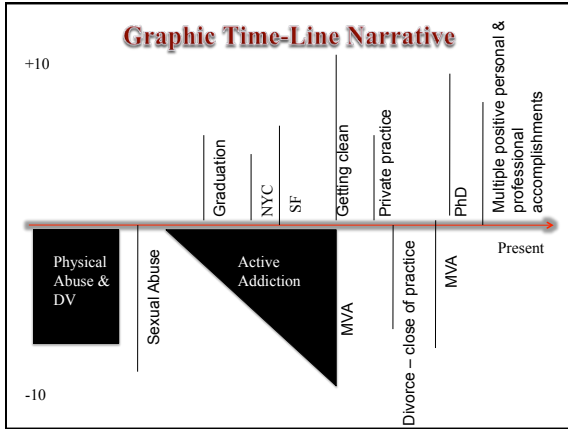 Graphic Time-Line Narrative
+10
Graduation
NYC
SF
Getting clean
Private practice
PhD
Multiple positive personal &
professional
accomplishments
Present
Physical
Abuse &
DV
Sexual Abuse
Active
Addiction
MVA
Divorce – close of practice
MVA
-10